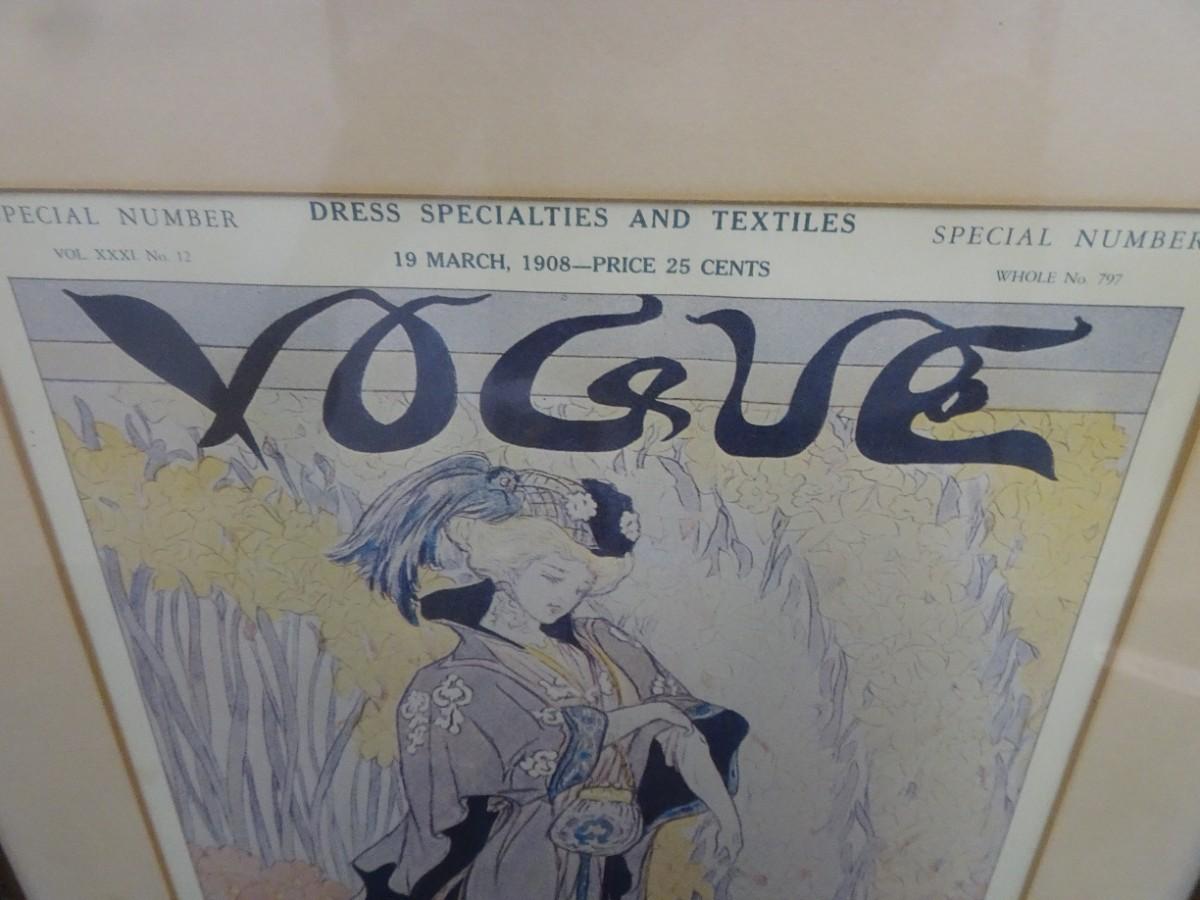 SPECIAL NUMBER
VOL. XXXI. No. 12
DRESS SPECIALTIES AND TEXTILES
19 MARCH, 1908—PRICE 25 CENTS
SPECIAL NUMBER
WHOLE No. 797
VOGUE